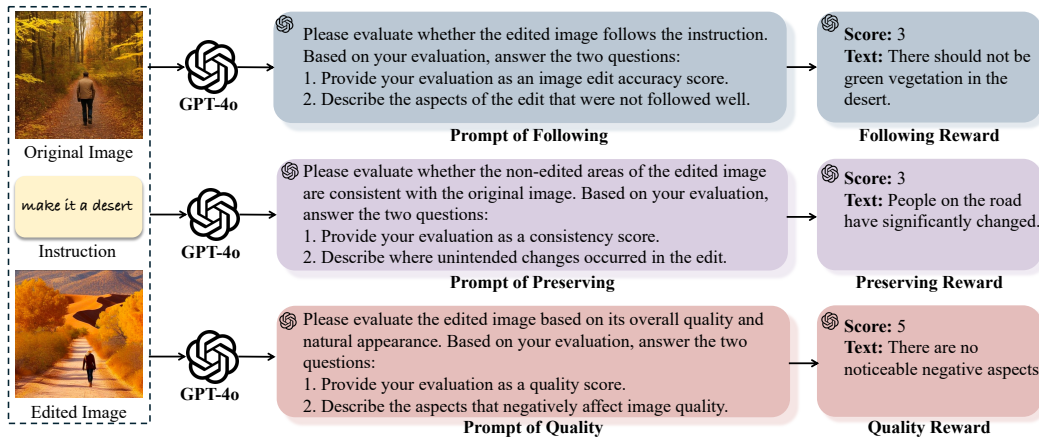 Original Image
make it a desert
Instruction
Edited Image
GPT-4o
Please evaluate whether the edited image follows the instruction.
Based on your evaluation, answer the two questions:
1. Provide your evaluation as an image edit accuracy score.
2. Describe the aspects of the edit that were not followed well.
Prompt of Following
Score: 3
Text: There should not be
green vegetation in the
desert.
Following Reward
GPT-4o
Please evaluate whether the non-edited areas of the edited image
are consistent with the original image. Based on your evaluation,
answer the two questions:
1. Provide your evaluation as a consistency score.
2. Describe where unintended changes occurred in the edit.
Prompt of Preserving
Score: 3
Text: People on the road
have significantly changed.
Preserving Reward
GPT-4o
Please evaluate the edited image based on its overall quality and
natural appearance. Based on your evaluation, answer the two
questions:
1. Provide your evaluation as a quality score.
2. Describe the aspects that negatively affect image quality.
Prompt of Quality
Score: 5
Text: There are no
noticeable negative aspects
Quality Reward